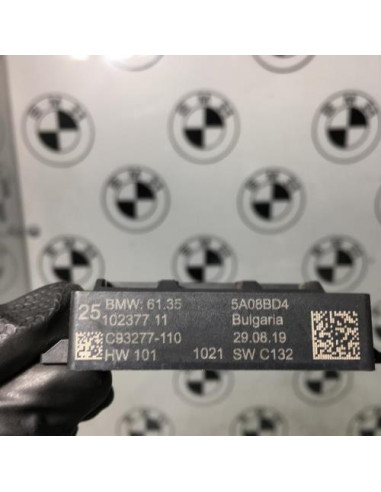 25 BMW: 61.35 5A08BD4
102377 11 Bulgaria
C93277-110 29.08.19
HW 101 1021 SW C132